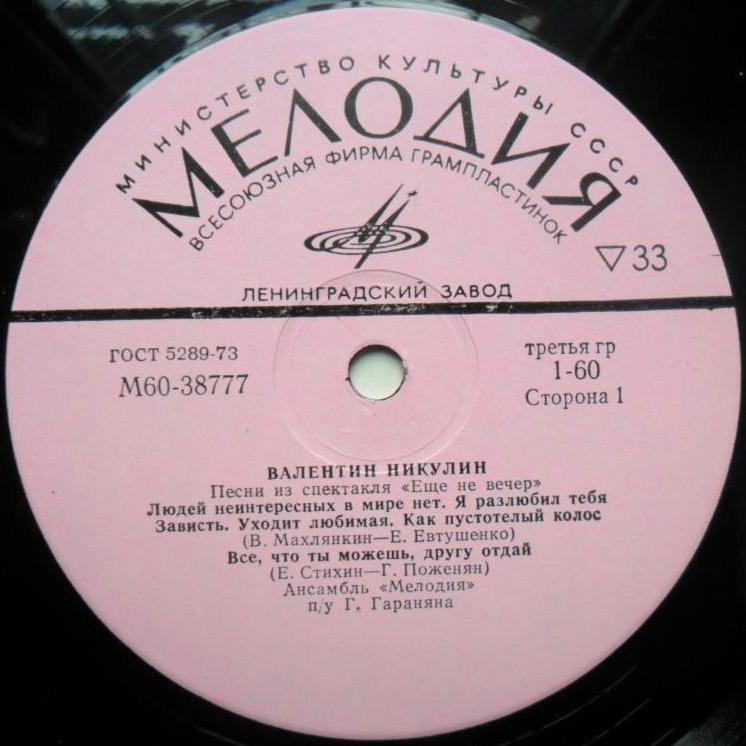 МИНИСТЕРСТВО КУЛЬТУРЫ СССР
МЕЛОДИЯ
ВСЕСОЮЗНАЯ ФИРМА ГРАМПЛАСТИНОК
▽33
ЛЕНИНГРАДСКИЙ ЗАВОД
ГОСТ 5289-73
М60-38777
третья гр
1-60
Сторона 1
ВАЛЕНТИН НИКУЛИН
Песни из спектакля «Еще не вечер»
Людей неинтересных в мире нет. Я разлюбил тебя
Зависть. Уходит любимая. Как пустотелый колос
(В. Махлянкин—Е. Евтушенко)
Все, что ты можешь, другу отдай
(Е. Стихин—Г. Поженян)
Ансамбль «Мелодия»
п/у Г. Гараняна